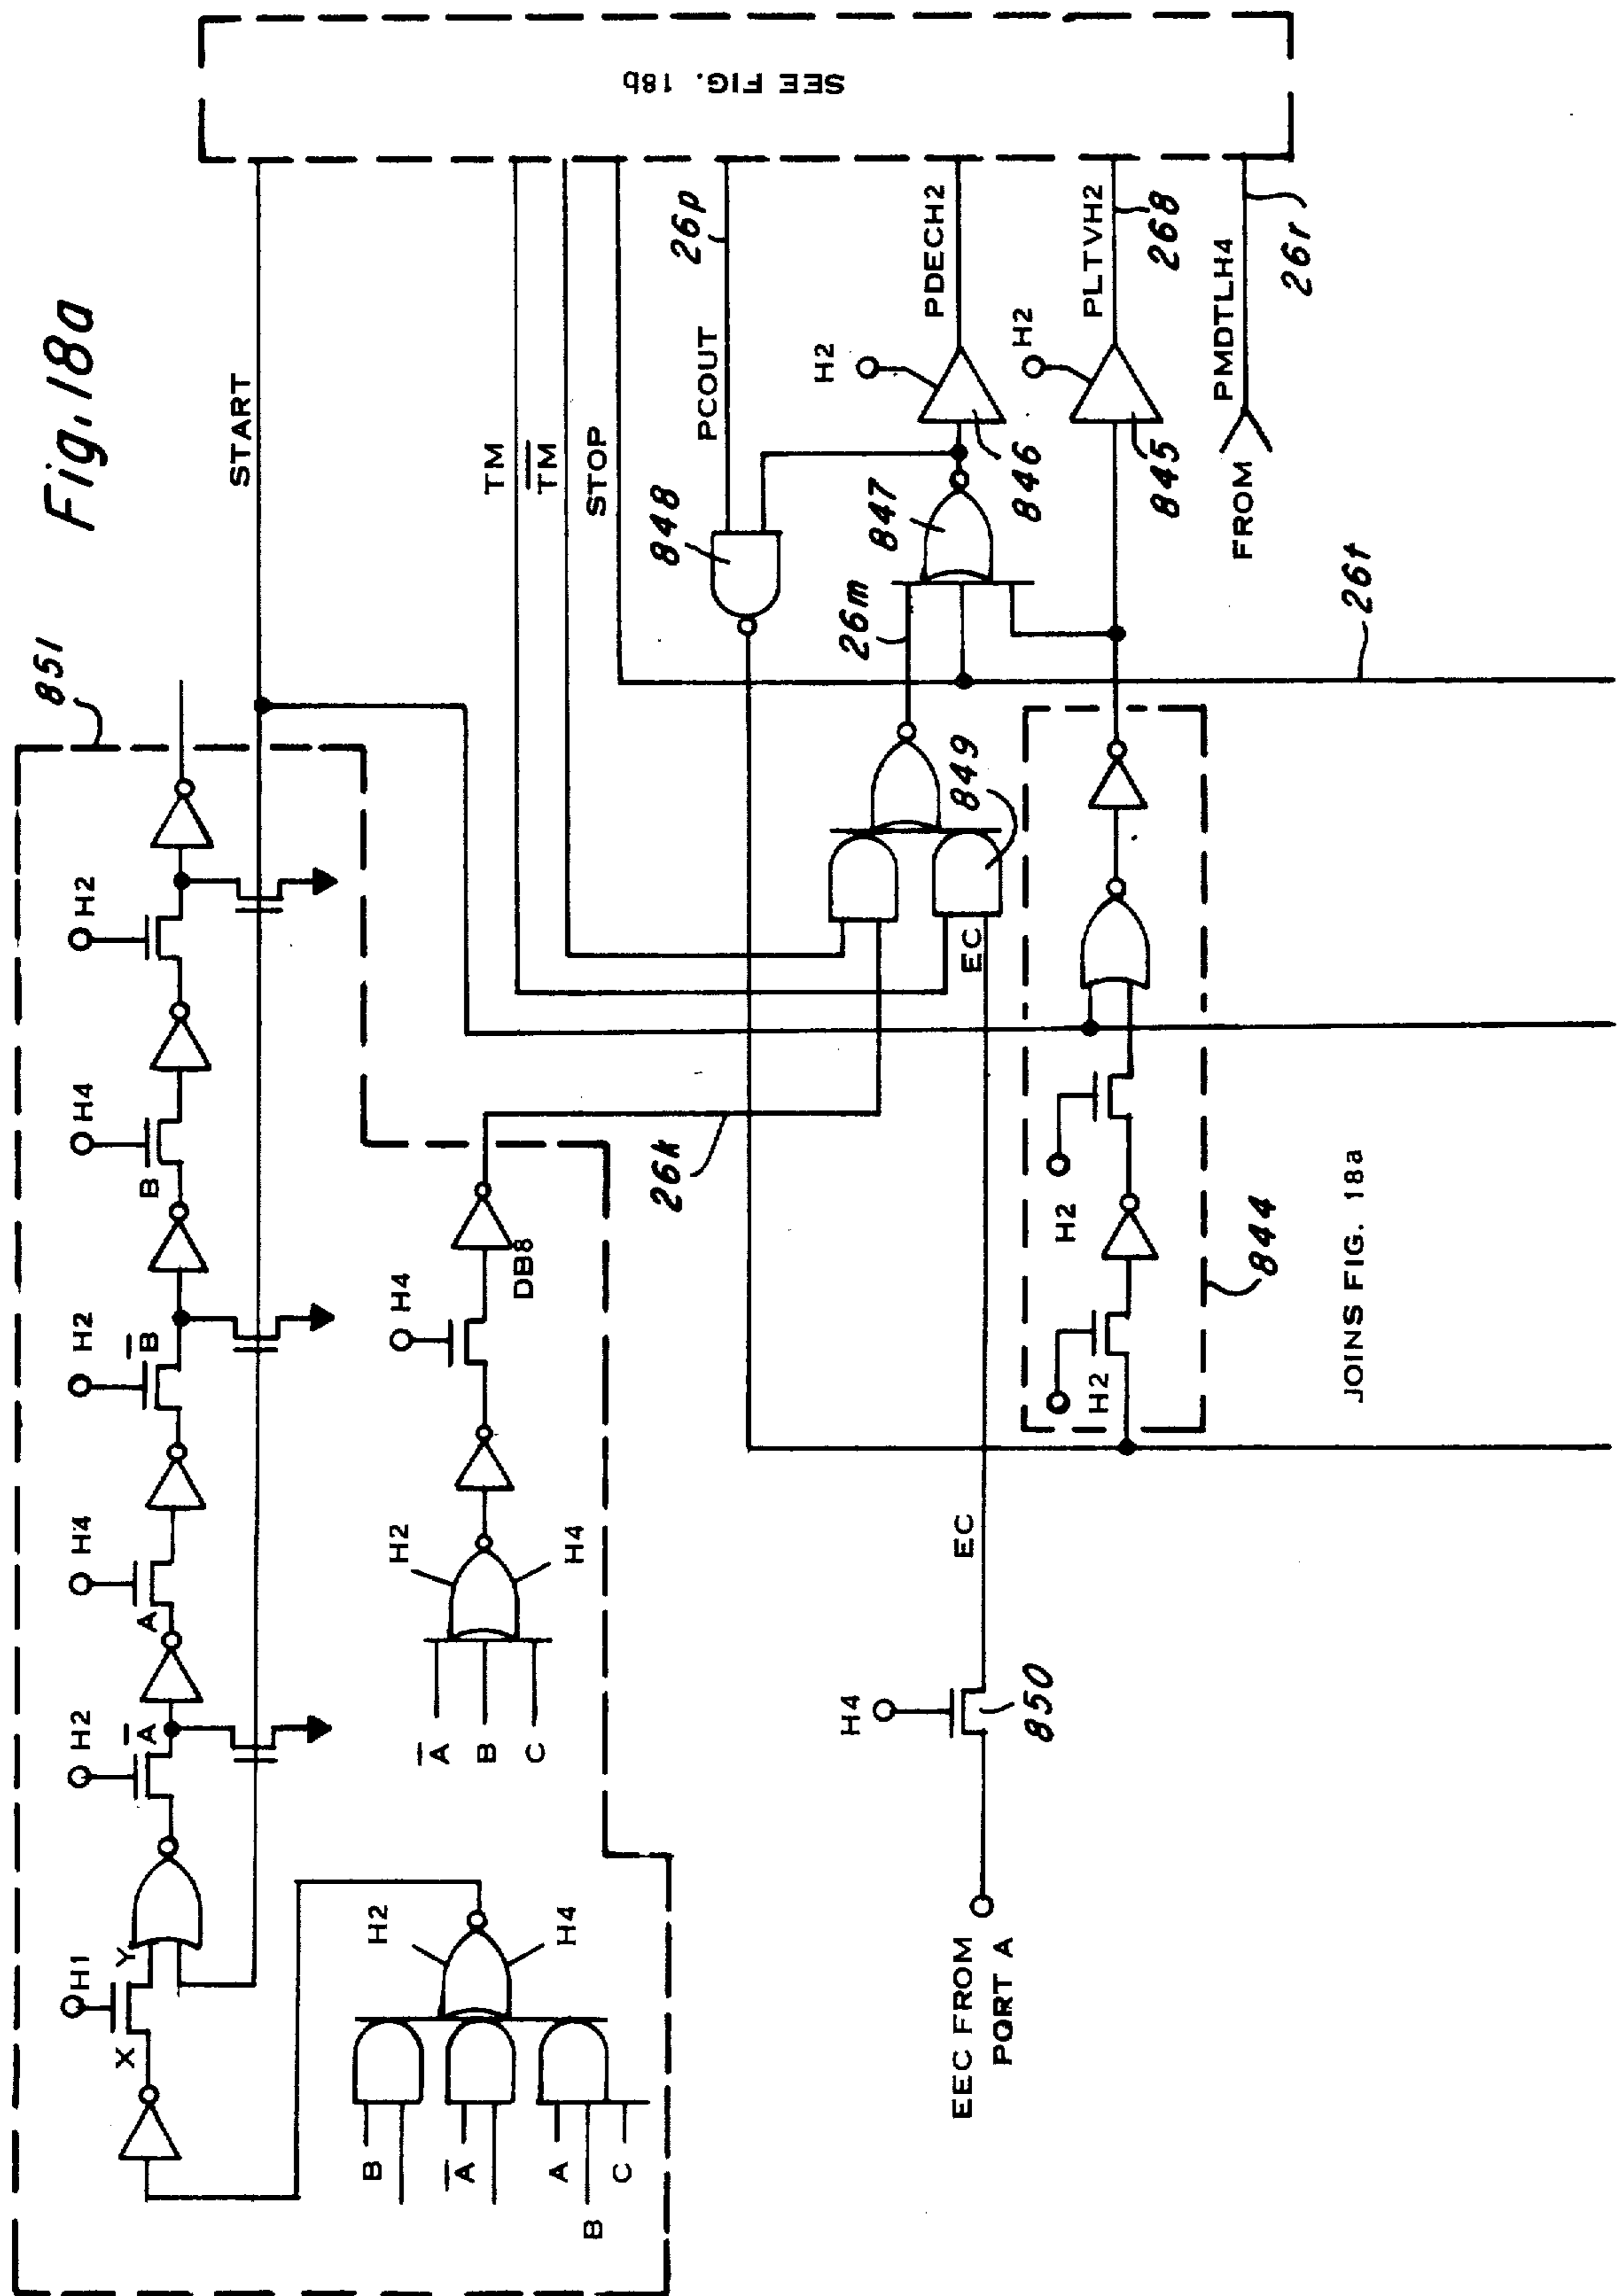 Fig. 18a
851
START
TM
TM
STOP
SEE FIG. 18b
H1
H2
H4
H2
H4
H2
X
Y
A
A
B
B
H2
H4
B
A
A
B
C
A
B
C
H2
H4
H4
DB8
26k
848
PCOUT
26p
26m
847
846
H2
PDECH2
849
EC
EC
H4
850
EEC FROM
PORT A
H2
H2
844
845
H2
PLTVH2
268
FROM
PMDTLH4
26r
26t
JOINS FIG. 18a